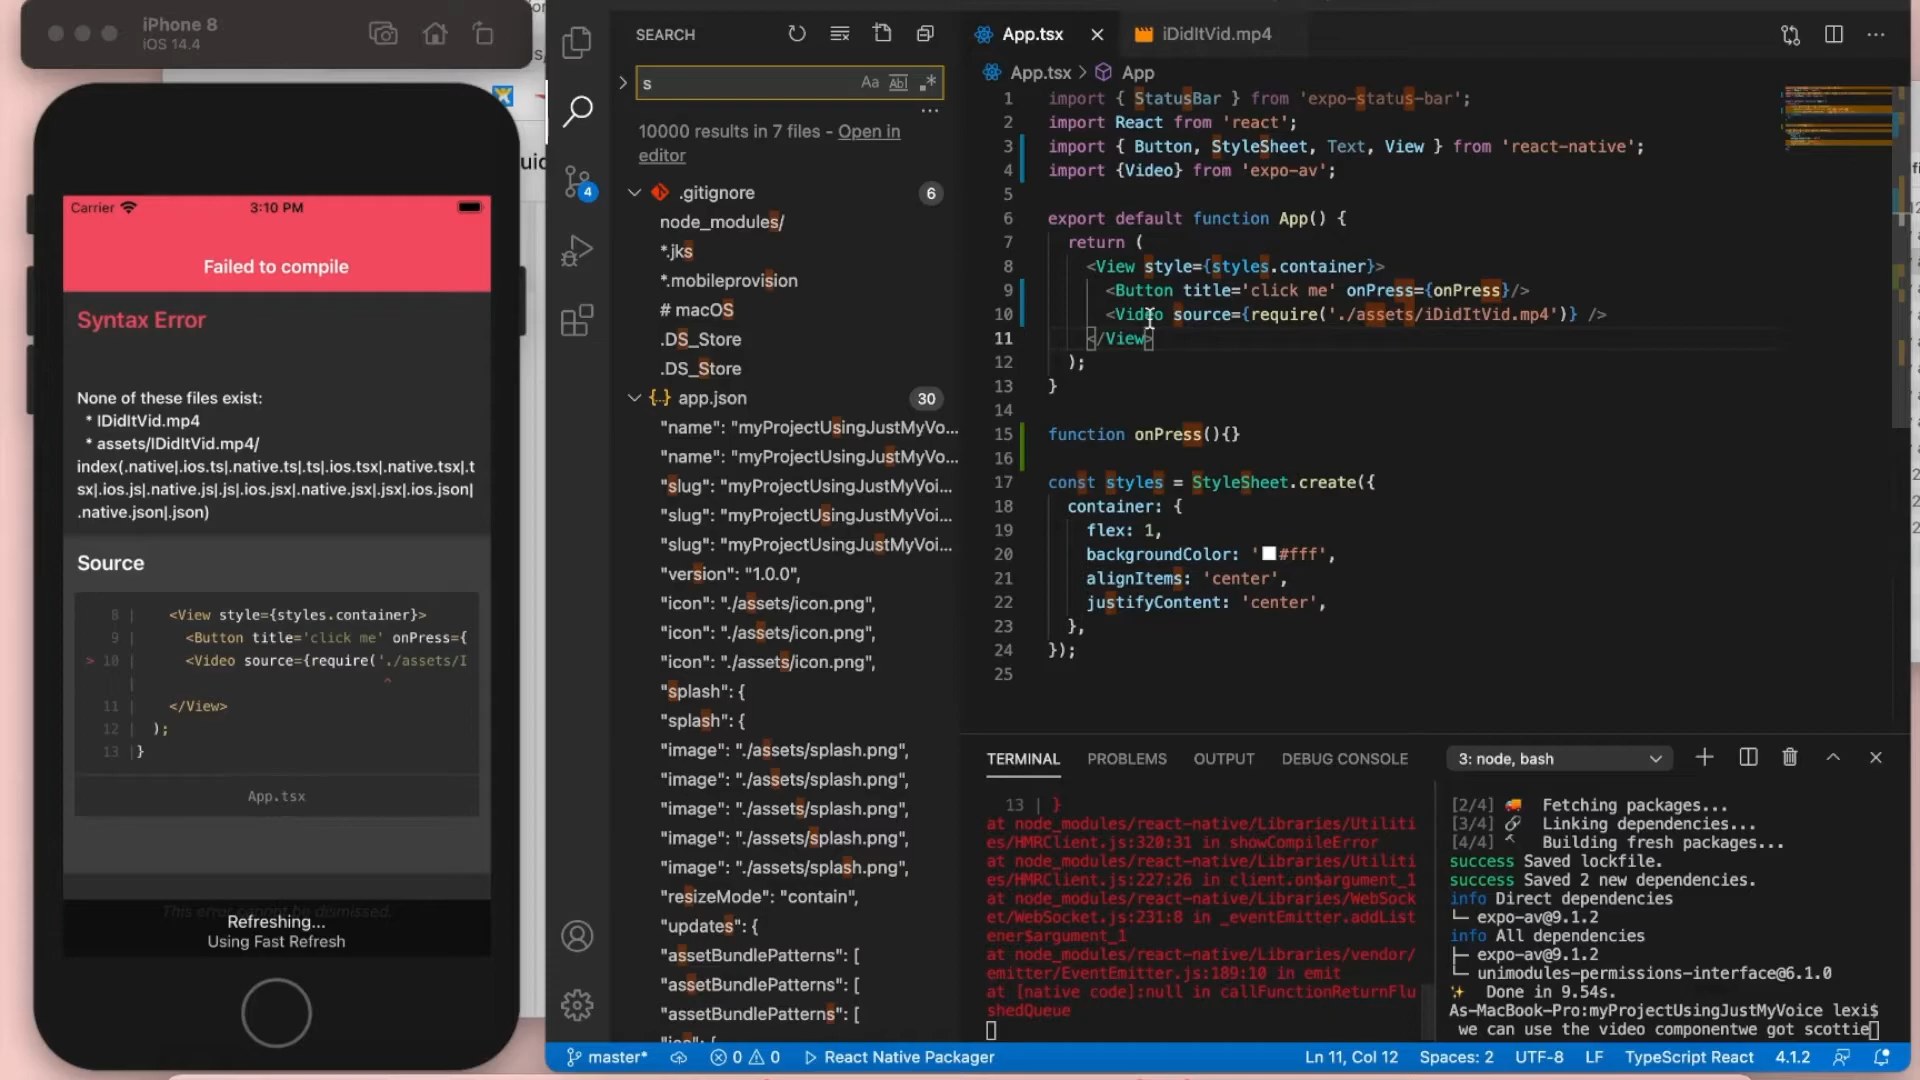 iPhone 8
iOS 14.4
Carrier
3:10 PM
Failed to compile
Syntax Error
None of these files exist:
* IDidItVid.mp4
* assets/IDidItVid.mp4/
index(.native|.ios.ts|.native.ts|.ts|.ios.tsx|.native.tsx|.t
sx|.ios.js|.native.js|.js|.ios.jsx|.native.jsx|.jsx|.ios.json|
.native.json|.json)
Source
8 | <View style={styles.container}>
9 | <Button title='click me' onPress={
> 10 | <Video source={require('./assets/I
| ^
11 | </View>
12 | );
13 |}
App.tsx
This error cannot be dismissed.
Refreshing...
Using Fast Refresh
SEARCH
s
Aa Abl .*
10000 results in 7 files - Open in
editor
4
.gitignore 6
node_modules/
*.jks
*.mobileprovision
# macOS
.DS_Store
.DS_Store
{..} app.json 30
"name": "myProjectUsingJustMyVo...
"name": "myProjectUsingJustMyVo...
"slug": "myProjectUsingJustMyVoi...
"slug": "myProjectUsingJustMyVoi...
"slug": "myProjectUsingJustMyVoi...
"version": "1.0.0",
"icon": "./assets/icon.png",
"icon": "./assets/icon.png",
"icon": "./assets/icon.png",
"splash": {
"splash": {
"image": "./assets/splash.png",
"image": "./assets/splash.png",
"image": "./assets/splash.png",
"image": "./assets/splash.png",
"image": "./assets/splash.png",
"resizeMode": "contain",
"updates": {
"assetBundlePatterns": [
"assetBundlePatterns": [
"assetBundlePatterns": [
App.tsx
iDidItVid.mp4
App.tsx > App
1 import { StatusBar } from 'expo-status-bar';
2 import React from 'react';
3 import { Button, StyleSheet, Text, View } from 'react-native';
4 import {Video} from 'expo-av';
5
6 export default function App() {
7 return (
8 <View style={styles.container}>
9 <Button title='click me' onPress={onPress}/>
10 <Video source={require('./assets/iDidItVid.mp4')} />
11 </View>
12 );
13 }
14
15 function onPress(){}
16
17 const styles = StyleSheet.create({
18 container: {
19 flex: 1,
20 backgroundColor: '#fff',
21 alignItems: 'center',
22 justifyContent: 'center',
23 },
24 });
25
TERMINAL PROBLEMS OUTPUT DEBUG CONSOLE 3: node, bash
13 | }
at node_modules/react-native/Libraries/Utiliti
es/HMRClient.js:320:31 in showCompileError
at node_modules/react-native/Libraries/Utiliti
es/HMRClient.js:227:26 in client.on$argument_1
at node_modules/react-native/Libraries/WebSock
et/WebSocket.js:231:8 in _eventEmitter.addList
ener$argument_1
at node_modules/react-native/Libraries/vendor/
emitter/EventEmitter.js:189:10 in emit
at [native code]:null in callFunctionReturnFlu
shedQueue
[2/4] Fetching packages...
[3/4] Linking dependencies...
[4/4] Building fresh packages...
success Saved lockfile.
success Saved 2 new dependencies.
info Direct dependencies
└─ expo-av@9.1.2
info All dependencies
├─ expo-av@9.1.2
└─ unimodules-permissions-interface@6.1.0
Done in 9.54s.
As-MacBook-Pro:myProjectUsingJustMyVoice lexi$
we can use the video componentwe got scottie
master* 0 0 React Native Packager
Ln 11, Col 12 Spaces: 2 UTF-8 LF TypeScript React 4.1.2